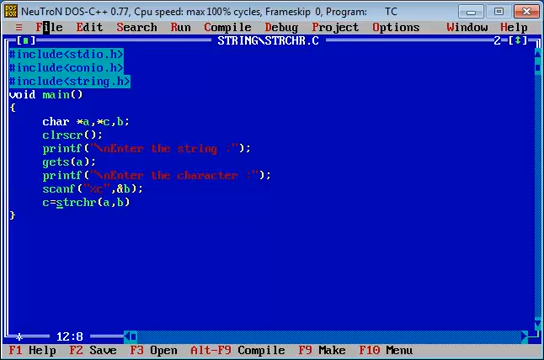 NeuTroN DOS-C++ 0.77, Cpu speed: max 100% cycles, Frameskip 0, Program: TC
≡ File Edit Search Run Compile Debug Project Options Window Help
[■] STRING\STRCHR.C 2=[↕]
#include<stdio.h>
#include<conio.h>
#include<string.h>
void main()
{
char *a,*c,b;
clrscr();
printf("\nEnter the string :");
gets(a);
printf("\nEnter the character :");
scanf("%c",&b);
c=strchr(a,b)
}
* 12:8
F1 Help F2 Save F3 Open Alt-F9 Compile F9 Make F10 Menu